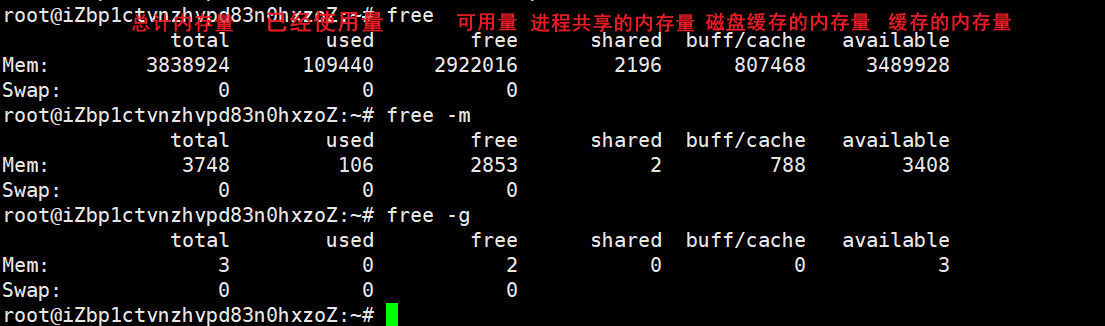 root@iZbp1ctvnzhvpd83n0hxzoZ:~# free
总计内存量 已经使用量 可用量 进程共享的内存量 磁盘缓存的内存量 缓存的内存量
total used free shared buff/cache available
Mem: 3838924 109440 2922016 2196 807468 3489928
Swap: 0 0 0
root@iZbp1ctvnzhvpd83n0hxzoZ:~# free -m
total used free shared buff/cache available
Mem: 3748 106 2853 2 788 3408
Swap: 0 0 0
root@iZbp1ctvnzhvpd83n0hxzoZ:~# free -g
total used free shared buff/cache available
Mem: 3 0 2 0 0 3
Swap: 0 0 0
root@iZbp1ctvnzhvpd83n0hxzoZ:~#